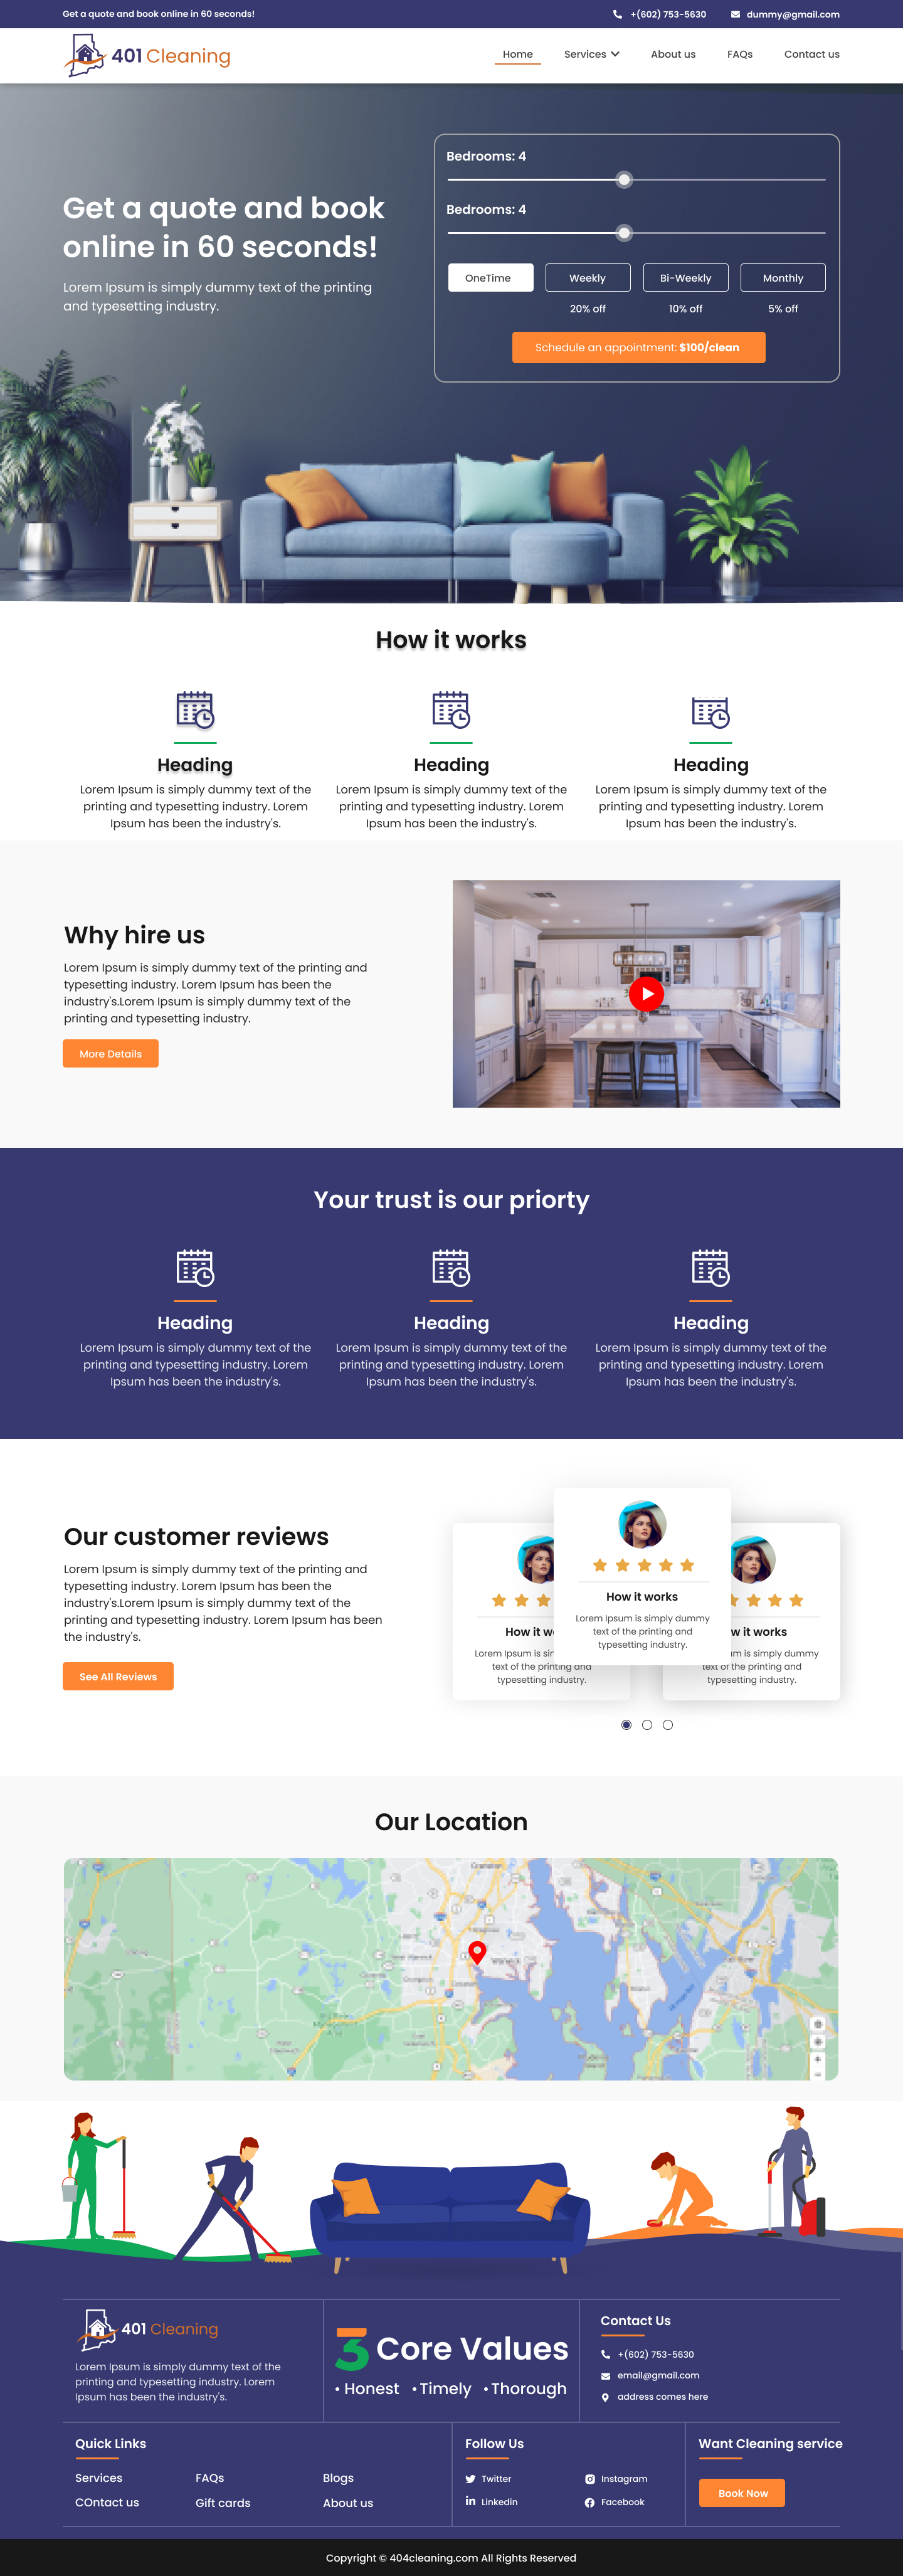 Get a quote and book online in 60 seconds!
+(602) 753-5630
dummy@gmail.com
401 Cleaning
Home
Services
About us
FAQs
Contact us
Get a quote and book
online in 60 seconds!
Lorem Ipsum is simply dummy text of the printing
and typesetting industry.
Bedrooms: 4
Bedrooms: 4
OneTime
Weekly
Bi-Weekly
Monthly
20% off
10% off
5% off
Schedule an appointment: $100/clean
How it works
Heading
Lorem Ipsum is simply dummy text of the
printing and typesetting industry. Lorem
Ipsum has been the industry's.
Heading
Lorem Ipsum is simply dummy text of the
printing and typesetting industry. Lorem
Ipsum has been the industry's.
Heading
Lorem Ipsum is simply dummy text of the
printing and typesetting industry. Lorem
Ipsum has been the industry's.
Why hire us
Lorem Ipsum is simply dummy text of the printing and
typesetting industry. Lorem Ipsum has been the
industry's.Lorem Ipsum is simply dummy text of the
printing and typesetting industry.
More Details
Your trust is our priorty
Heading
Lorem Ipsum is simply dummy text of the
printing and typesetting industry. Lorem
Ipsum has been the industry's.
Heading
Lorem Ipsum is simply dummy text of the
printing and typesetting industry. Lorem
Ipsum has been the industry's.
Heading
Lorem Ipsum is simply dummy text of the
printing and typesetting industry. Lorem
Ipsum has been the industry's.
Our customer reviews
Lorem Ipsum is simply dummy text of the printing and
typesetting industry. Lorem Ipsum has been the
industry's.Lorem Ipsum is simply dummy text of the
printing and typesetting industry. Lorem Ipsum has been
the industry's.
See All Reviews
How it w
Lorem Ipsum is sim
text of the printing and
typesetting industry.
How it works
Lorem Ipsum is simply dummy
text of the printing and
typesetting industry.
w it works
um is simply dummy
text of the printing and
typesetting industry.
Our Location
401 Cleaning
Lorem Ipsum is simply dummy text of the
printing and typesetting industry. Lorem
Ipsum has been the industry's.
3 Core Values
• Honest • Timely • Thorough
Contact Us
+(602) 753-5630
email@gmail.com
address comes here
Quick Links
Services
FAQs
Blogs
COntact us
Gift cards
About us
Follow Us
Twitter
Instagram
Linkedin
Facebook
Want Cleaning service
Book Now
Copyright © 404cleaning.com All Rights Reserved